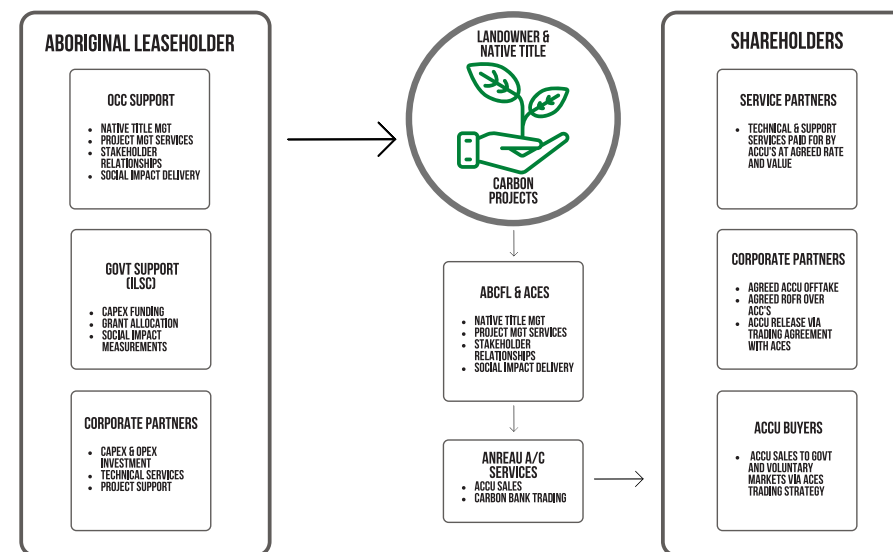 ABORIGINAL LEASEHOLDER
OCC SUPPORT
• NATIVE TITLE MGT
• PROJECT MGT SERVICES
• STAKEHOLDER
RELATIONSHIPS
• SOCIAL IMPACT DELIVERY
GOVT SUPPORT
(ILSC)
• CAPEX FUNDING
• GRANT ALLOCATION
• SOCIAL IMPACT
MEASUREMENTS
CORPORATE PARTNERS
• CAPEX & OPEX
INVESTMENT
• TECHNICAL SERVICES
• PROJECT SUPPORT
LANDOWNER &
NATIVE TITLE
CARBON
PROJECTS
ABCFL & ACES
• NATIVE TITLE MGT
• PROJECT MGT SERVICES
• STAKEHOLDER
RELATIONSHIPS
• SOCIAL IMPACT DELIVERY
ANREAU A/C
SERVICES
• ACCU SALES
• CARBON BANK TRADING
SHAREHOLDERS
SERVICE PARTNERS
• TECHNICAL & SUPPORT
SERVICES PAID FOR BY
ACCU'S AT AGREED RATE
AND VALUE
CORPORATE PARTNERS
• AGREED ACCU OFFTAKE
• AGREED ROFR OVER
ACC'S
• ACCU RELEASE VIA
TRADING AGREEMENT
WITH ACES
ACCU BUYERS
• ACCU SALES TO GOVT
AND VOLUNTARY
MARKETS VIA ACES
TRADING STRATEGY